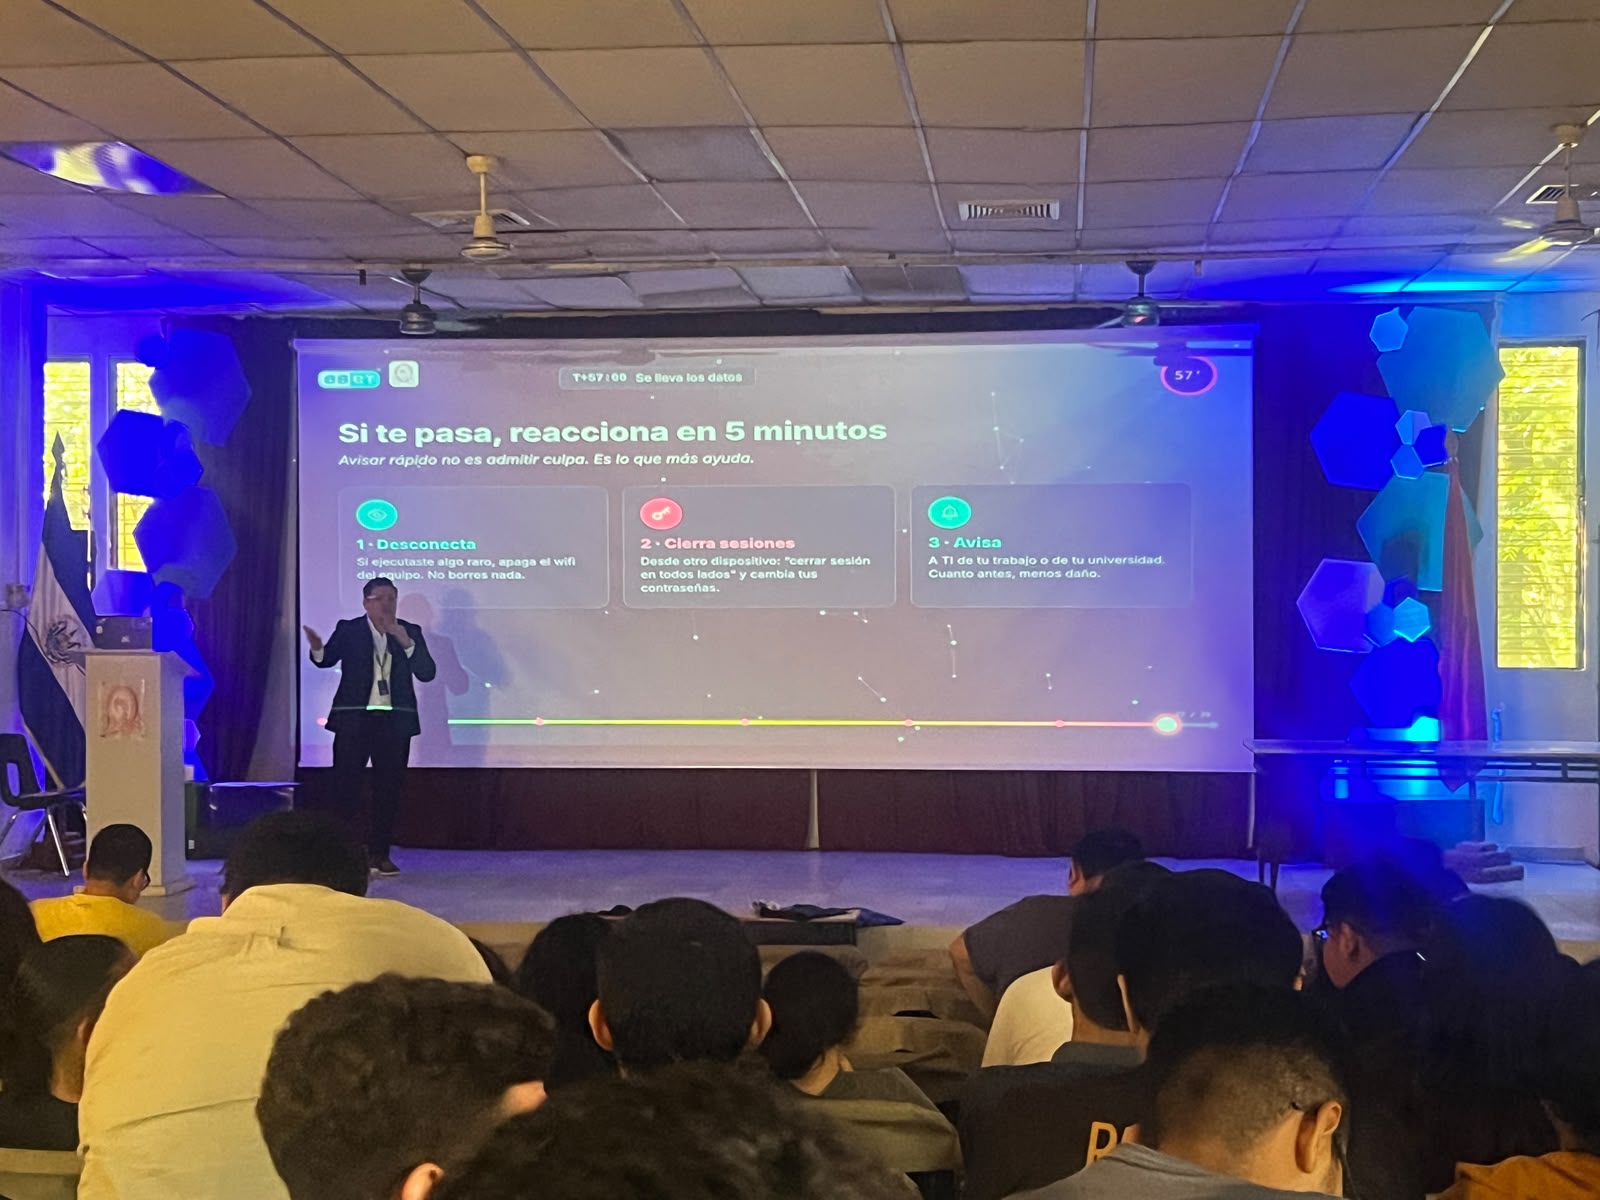 eset
T+57:00 Se lleva los datos
57'
Si te pasa, reacciona en 5 minutos
Avisar rápido no es admitir culpa. Es lo que más ayuda.
1 · Desconecta
Si ejecutaste algo raro, apaga el wifi
del equipo. No borres nada.
2 · Cierra sesiones
Desde otro dispositivo: "cerrar sesión
en todos lados" y cambia tus
contraseñas.
3 · Avisa
A TI de tu trabajo o de tu universidad.
Cuanto antes, menos daño.